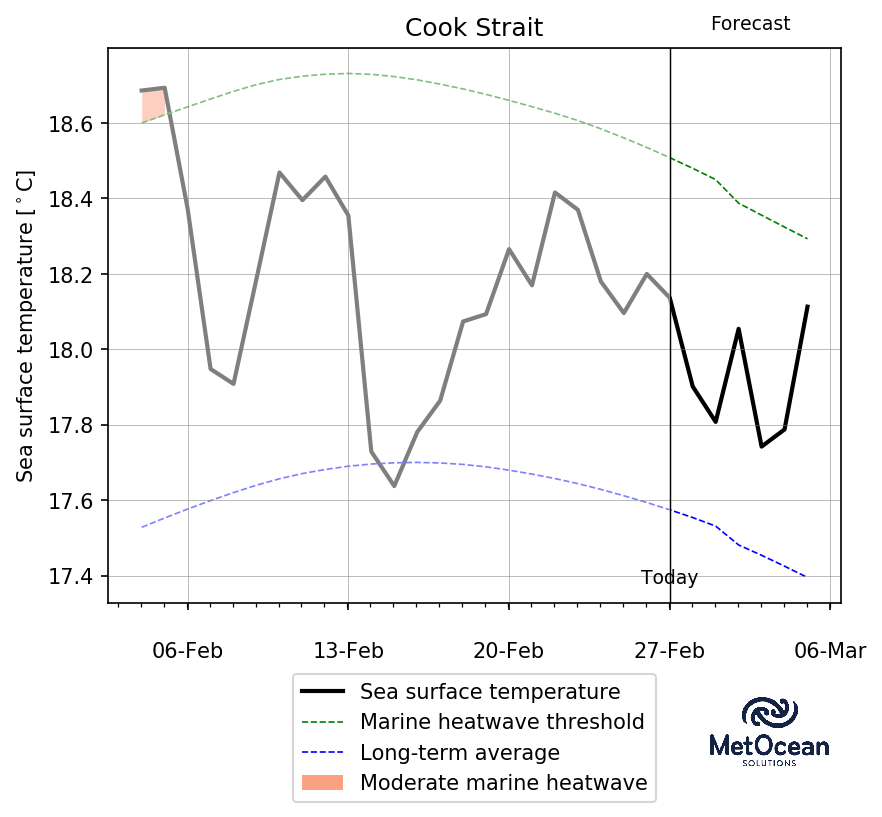 Cook Strait
Forecast
Sea surface temperature [°C]
18.6
18.4
18.2
18.0
17.8
17.6
17.4
Today
06-Feb
13-Feb
20-Feb
27-Feb
06-Mar
Sea surface temperature
Marine heatwave threshold
Long-term average
Moderate marine heatwave
MetOcean
SOLUTIONS